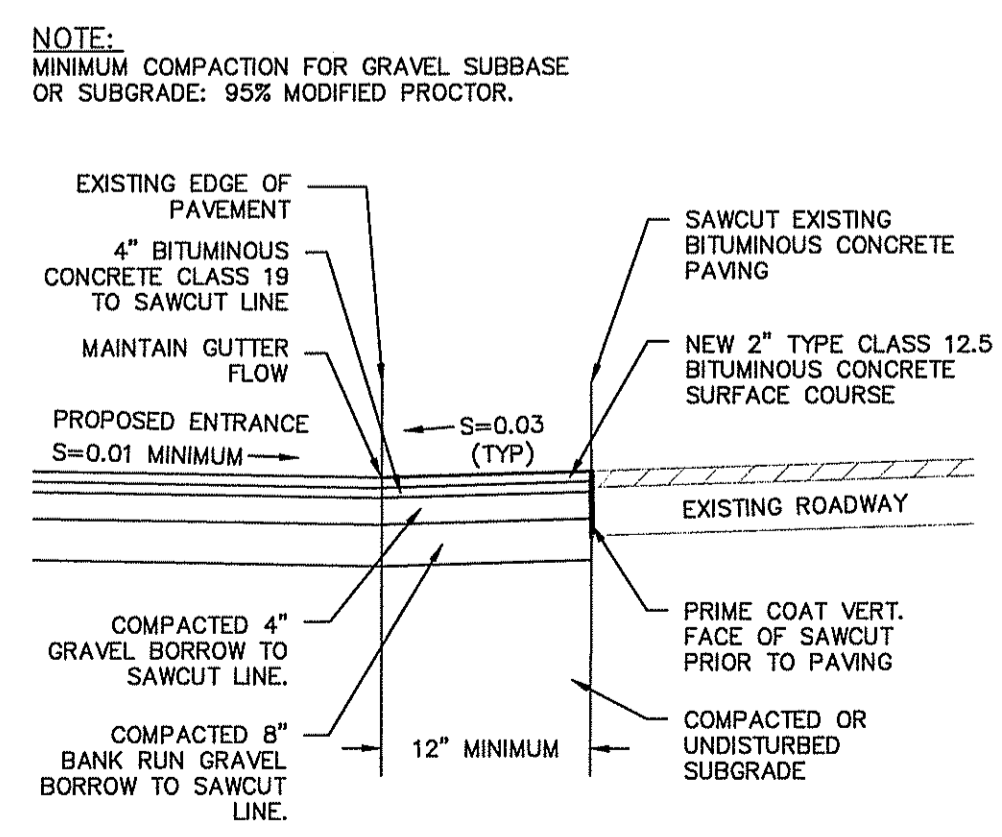 NOTE:
MINIMUM COMPACTION FOR GRAVEL SUBBASE
OR SUBGRADE: 95% MODIFIED PROCTOR.
EXISTING EDGE OF
PAVEMENT
4" BITUMINOUS
CONCRETE CLASS 19
TO SAWCUT LINE
MAINTAIN GUTTER
FLOW
PROPOSED ENTRANCE
S=0.01 MINIMUM
S=0.03
(TYP)
SAWCUT EXISTING
BITUMINOUS CONCRETE
PAVING
NEW 2" TYPE CLASS 12.5
BITUMINOUS CONCRETE
SURFACE COURSE
EXISTING ROADWAY
COMPACTED 4"
GRAVEL BORROW TO
SAWCUT LINE.
COMPACTED 8"
BANK RUN GRAVEL
BORROW TO SAWCUT
LINE.
12" MINIMUM
PRIME COAT VERT.
FACE OF SAWCUT
PRIOR TO PAVING
COMPACTED OR
UNDISTURBED
SUBGRADE